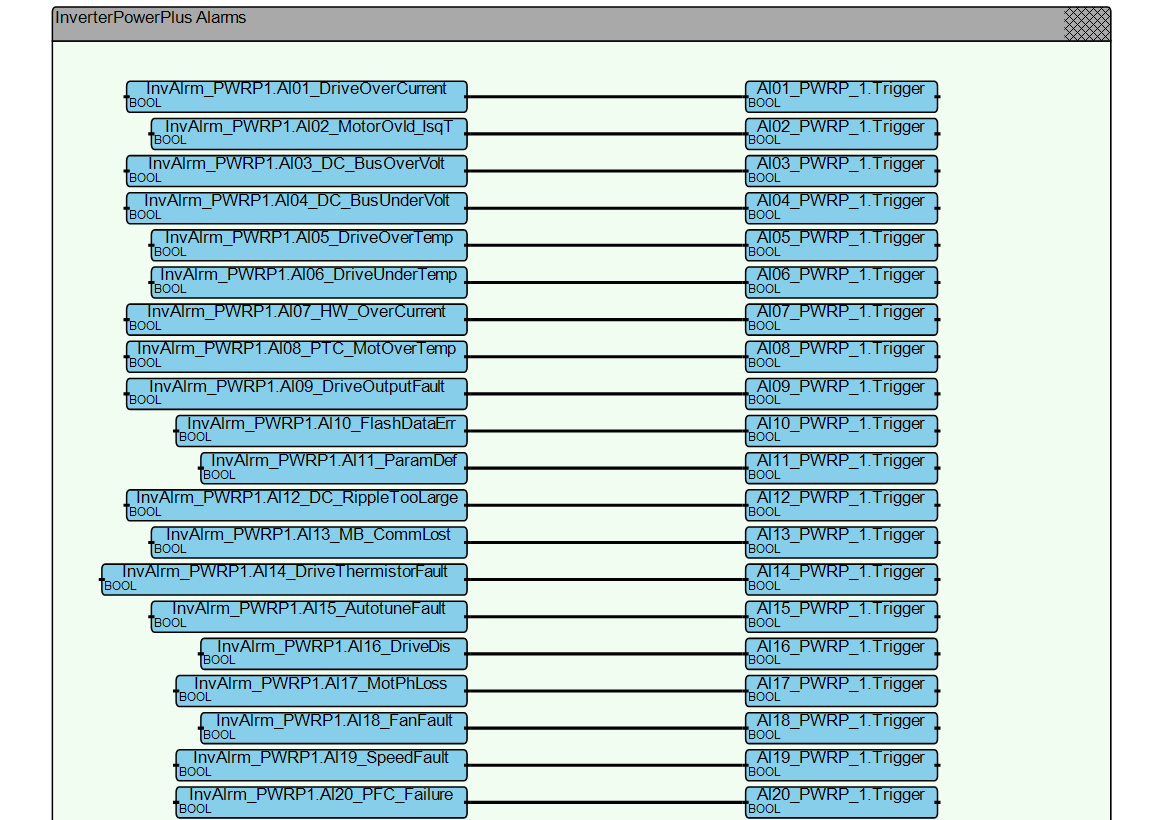 InverterPowerPlus Alarms
InvAlrm_PWRP1.Al01_DriveOverCurrent Al01_PWRP_1.Trigger
BOOL BOOL
InvAlrm_PWRP1.Al02_MotorOvld_IsqT Al02_PWRP_1.Trigger
BOOL BOOL
InvAlrm_PWRP1.Al03_DC_BusOverVolt Al03_PWRP_1.Trigger
BOOL BOOL
InvAlrm_PWRP1.Al04_DC_BusUnderVolt Al04_PWRP_1.Trigger
BOOL BOOL
InvAlrm_PWRP1.Al05_DriveOverTemp Al05_PWRP_1.Trigger
BOOL BOOL
InvAlrm_PWRP1.Al06_DriveUnderTemp Al06_PWRP_1.Trigger
BOOL BOOL
InvAlrm_PWRP1.Al07_HW_OverCurrent Al07_PWRP_1.Trigger
BOOL BOOL
InvAlrm_PWRP1.Al08_PTC_MotOverTemp Al08_PWRP_1.Trigger
BOOL BOOL
InvAlrm_PWRP1.Al09_DriveOutputFault Al09_PWRP_1.Trigger
BOOL BOOL
InvAlrm_PWRP1.Al10_FlashDataErr Al10_PWRP_1.Trigger
BOOL BOOL
InvAlrm_PWRP1.Al11_ParamDef Al11_PWRP_1.Trigger
BOOL BOOL
InvAlrm_PWRP1.Al12_DC_RippleTooLarge Al12_PWRP_1.Trigger
BOOL BOOL
InvAlrm_PWRP1.Al13_MB_CommLost Al13_PWRP_1.Trigger
BOOL BOOL
InvAlrm_PWRP1.Al14_DriveThermistorFault Al14_PWRP_1.Trigger
BOOL BOOL
InvAlrm_PWRP1.Al15_AutotuneFault Al15_PWRP_1.Trigger
BOOL BOOL
InvAlrm_PWRP1.Al16_DriveDis Al16_PWRP_1.Trigger
BOOL BOOL
InvAlrm_PWRP1.Al17_MotPhLoss Al17_PWRP_1.Trigger
BOOL BOOL
InvAlrm_PWRP1.Al18_FanFault Al18_PWRP_1.Trigger
BOOL BOOL
InvAlrm_PWRP1.Al19_SpeedFault Al19_PWRP_1.Trigger
BOOL BOOL
InvAlrm_PWRP1.Al20_PFC_Failure Al20_PWRP_1.Trigger
BOOL BOOL